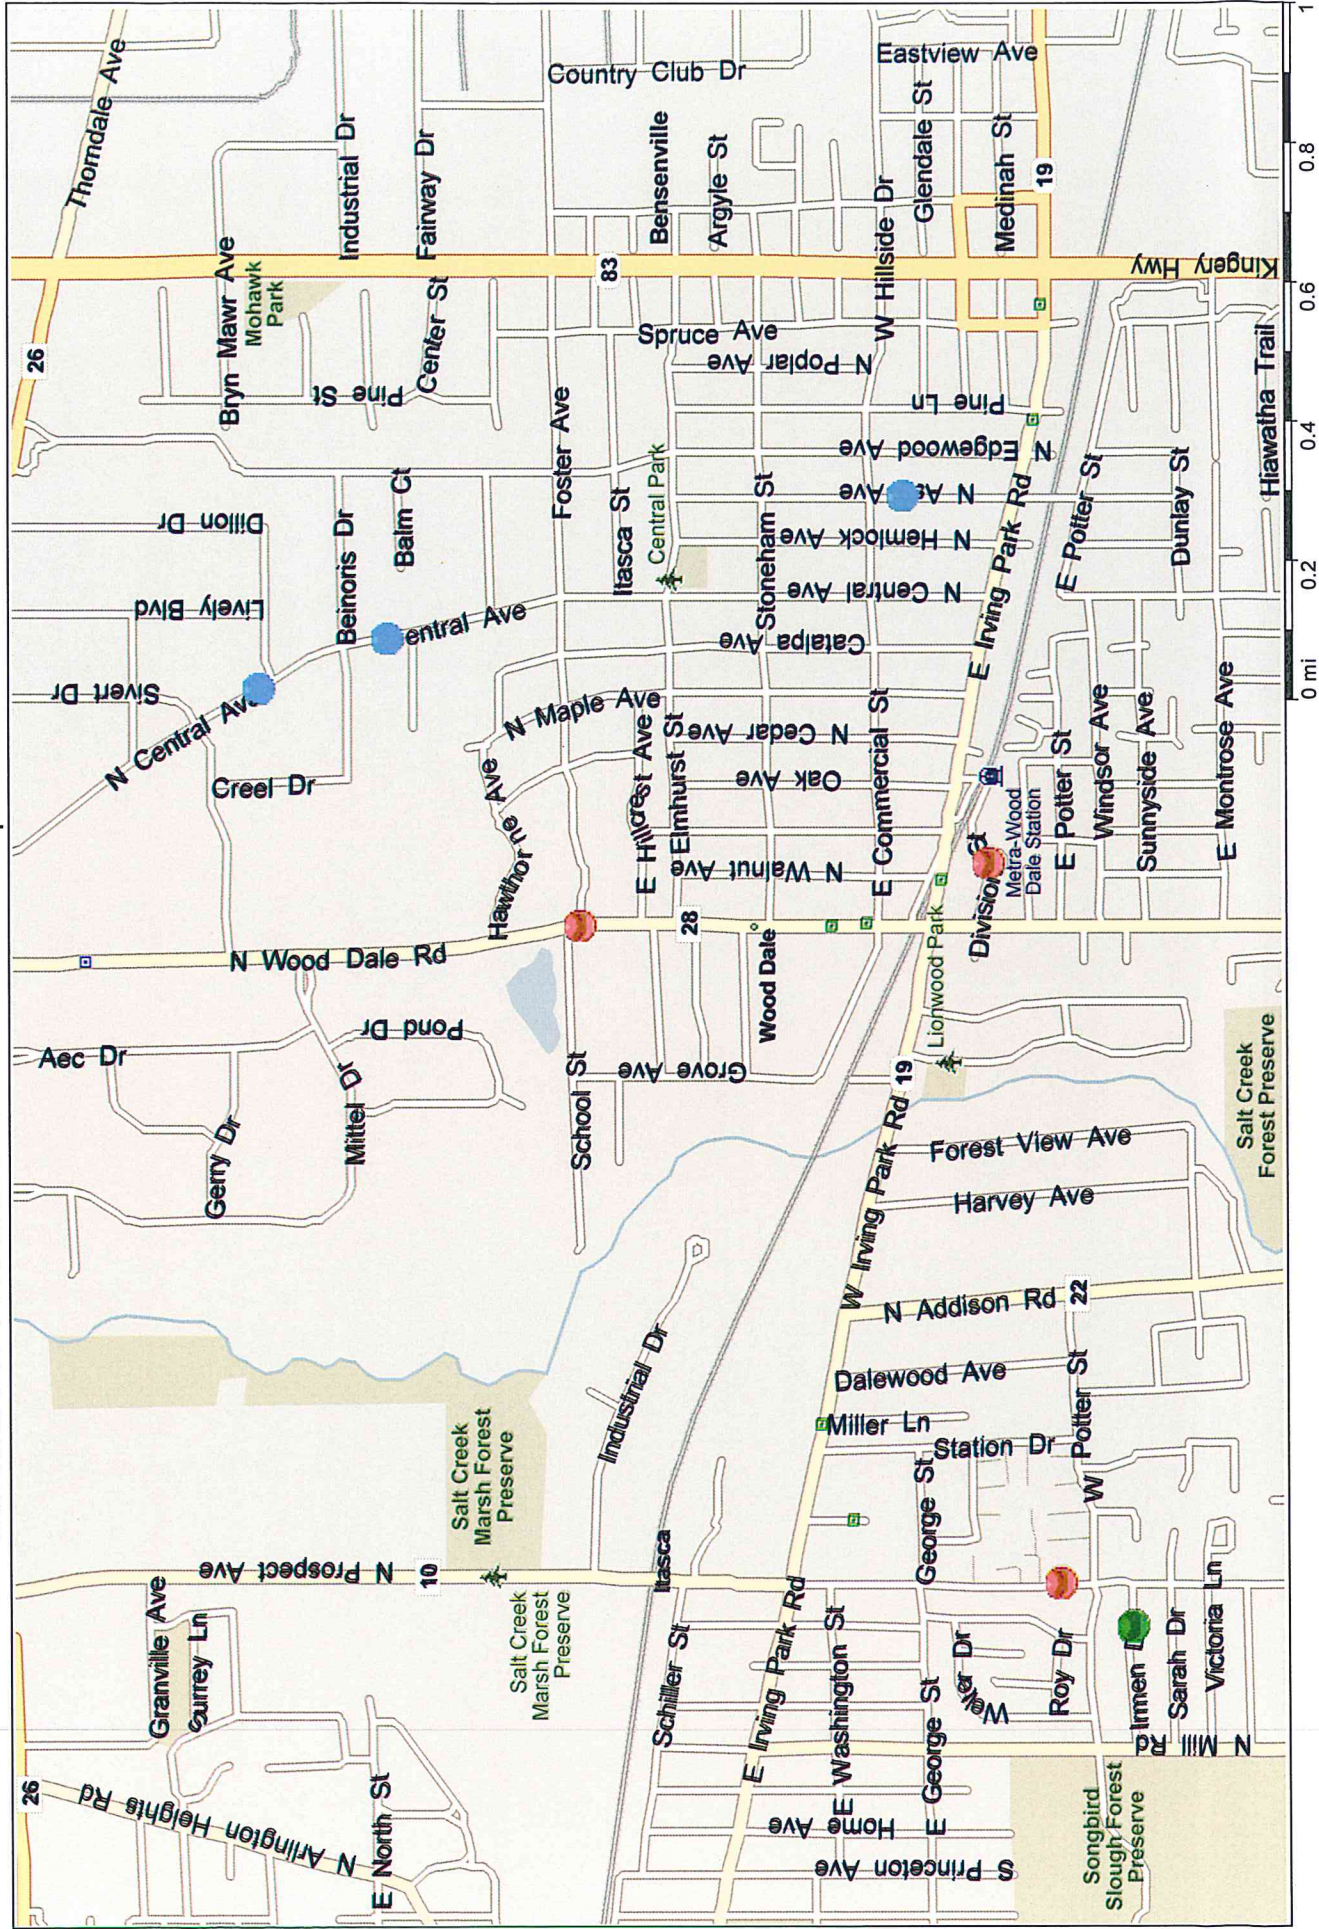 Thorndale Ave
26
Bryn Mawr Ave
Mohawk
Park
Industrial Dr
Fairway Dr
Center St
Pine St
Country Club Dr
Eastview Ave
Bensenville
Argyle St
Glendale St
Medinah St
W Hillside Dr
19
83
Kingery Hwy
Spruce Ave
N Poplar Ave
Pine Ln
N Edgewood Ave
N As
Ave
N Hemlock Ave
N Central Ave
Catalpa Ave
Central Park
Foster Ave
Itasca St
Stoneham St
Dillon Dr
Lively Blvd
Sivert Dr
Beinoris Dr
Balm Ct
entral Ave
N Central Ave
Creel Dr
N Maple Ave
Hawthorne Ave
E Hillcrest Ave
Elmhurst St
N Cedar Ave
Oak Ave
N Walnut Ave
E Commercial St
E Irving Park Rd
E Potter St
Dunlay St
Hiawatha Trail
E Potter St
Windsor Ave
Sunnyside Ave
E Montrose Ave
Division St
Metra-Wood
Dale Station
N Wood Dale Rd
28
Wood Dale
Lionwood Park
Aec Dr
Pond Dr
Mittel Dr
Gerry Dr
School St
Grove Ave
19
W Irving Park Rd
Forest View Ave
Harvey Ave
Salt Creek
Forest Preserve
N Addison Rd
22
Industrial Dr
Dalewood Ave
Miller Ln
Station Dr
W Potter St
Salt Creek
Marsh Forest
Preserve
N Prospect Ave
10
Salt Creek
Marsh Forest
Preserve
Itasca
George St
Granville Ave
Surrey Ln
Schiller St
E Irving Park Rd
E Washington St
E George St
Roy Dr
Irmen
Sarah Dr
Victoria Ln
N Mill Rd
26
N Arlington Heights Rd
E North St
Home Ave
S Princeton Ave
Songbird
Slough Forest
Preserve
0 mi
0.2
0.4
0.6
0.8
1